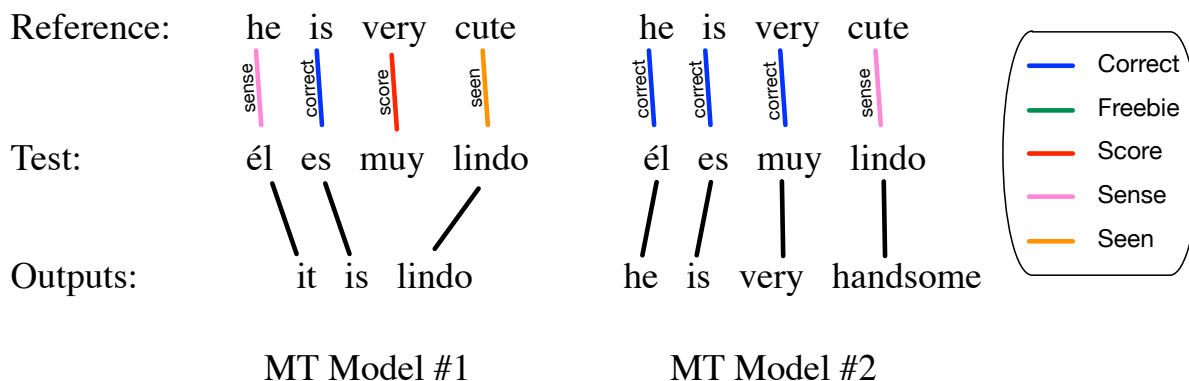 Reference: he is very cute he is very cute
sense correct score seen correct correct correct sense
Test: él es muy lindo él es muy lindo
Outputs: it is lindo he is very handsome
MT Model #1 MT Model #2
Correct
Freebie
Score
Sense
Seen